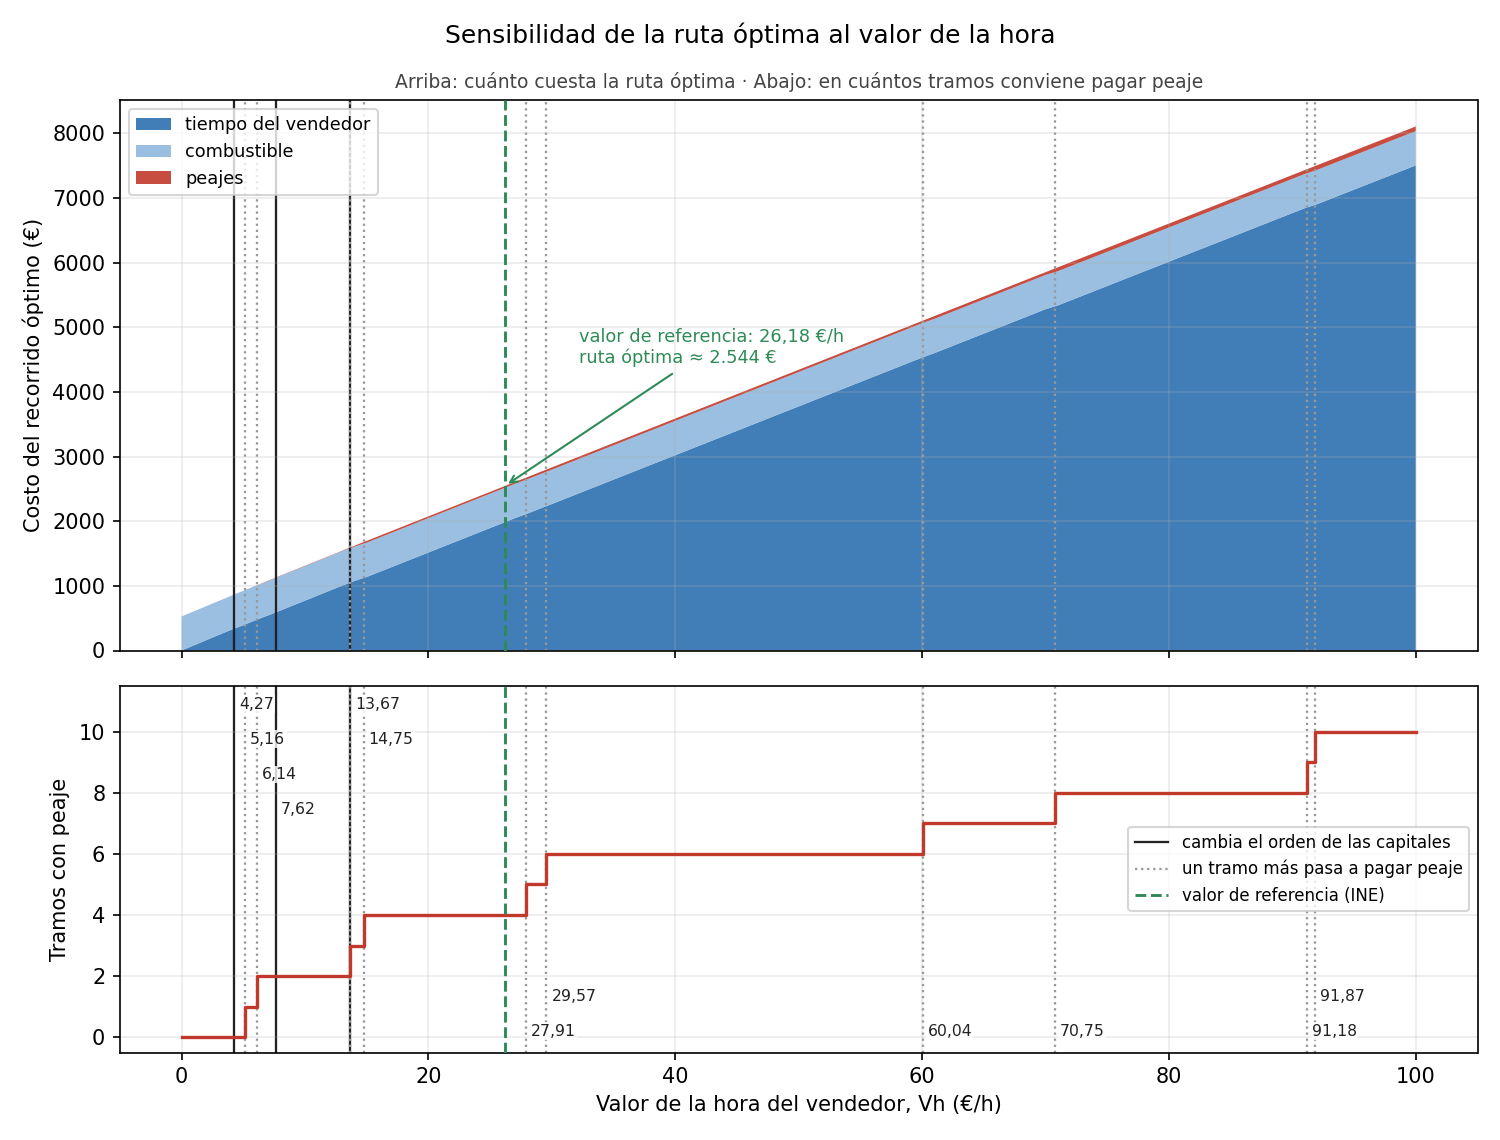 Sensibilidad de la ruta óptima al valor de la hora
Arriba: cuánto cuesta la ruta óptima · Abajo: en cuántos tramos conviene pagar peaje
Costo del recorrido óptimo (€)
8000
7000
6000
5000
4000
3000
2000
1000
0
tiempo del vendedor
combustible
peajes
valor de referencia: 26,18 €/h
ruta óptima ≈ 2.544 €
Tramos con peaje
10
8
6
4
2
0
4,27
13,67
5,16
14,75
6,14
7,62
cambia el orden de las capitales
un tramo más pasa a pagar peaje
valor de referencia (INE)
29,57
91,87
27,91
60,04
70,75
91,18
0
20
40
60
80
100
Valor de la hora del vendedor, Vh (€/h)